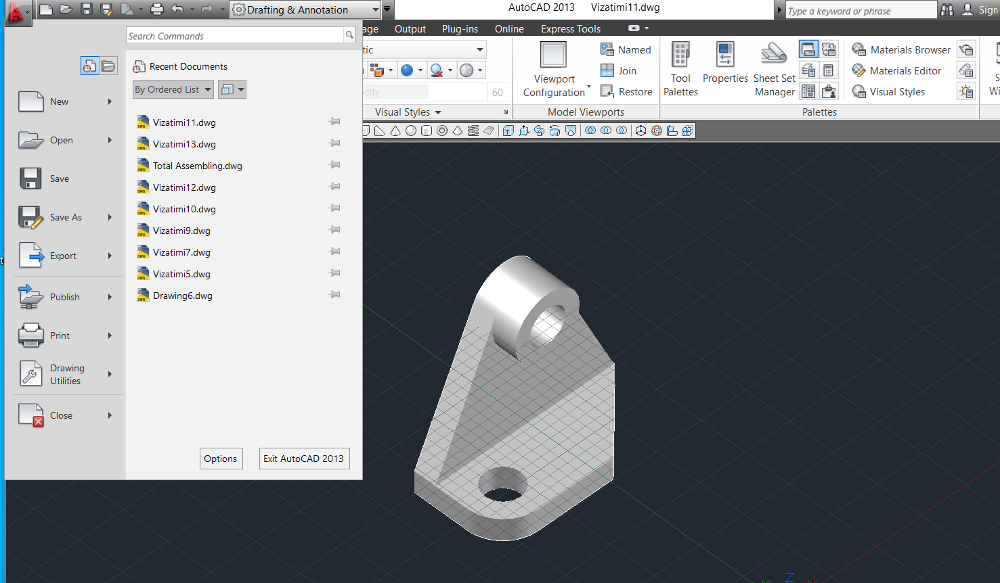 Drafting & Annotation
AutoCAD 2013 Vizatimi11.dwg
Type a keyword or phrase
Sign
Search Commands
age Output Plug-ins Online Express Tools
Recent Documents
By Ordered List
New
Open
Save
Save As
Export
Publish
Print
Drawing
Utilities
Close
Vizatimi11.dwg
Vizatimi13.dwg
Total Assembling.dwg
Vizatimi12.dwg
Vizatimi10.dwg
Vizatimi9.dwg
Vizatimi7.dwg
Vizatimi5.dwg
Drawing6.dwg
Options
Exit AutoCAD 2013
tic
acity 60
Visual Styles
Viewport
Configuration
Named
Join
Restore
Model Viewports
Tool
Palettes
Properties
Sheet Set
Manager
Materials Browser
Materials Editor
Visual Styles
Palettes
S
Wi
t
Z